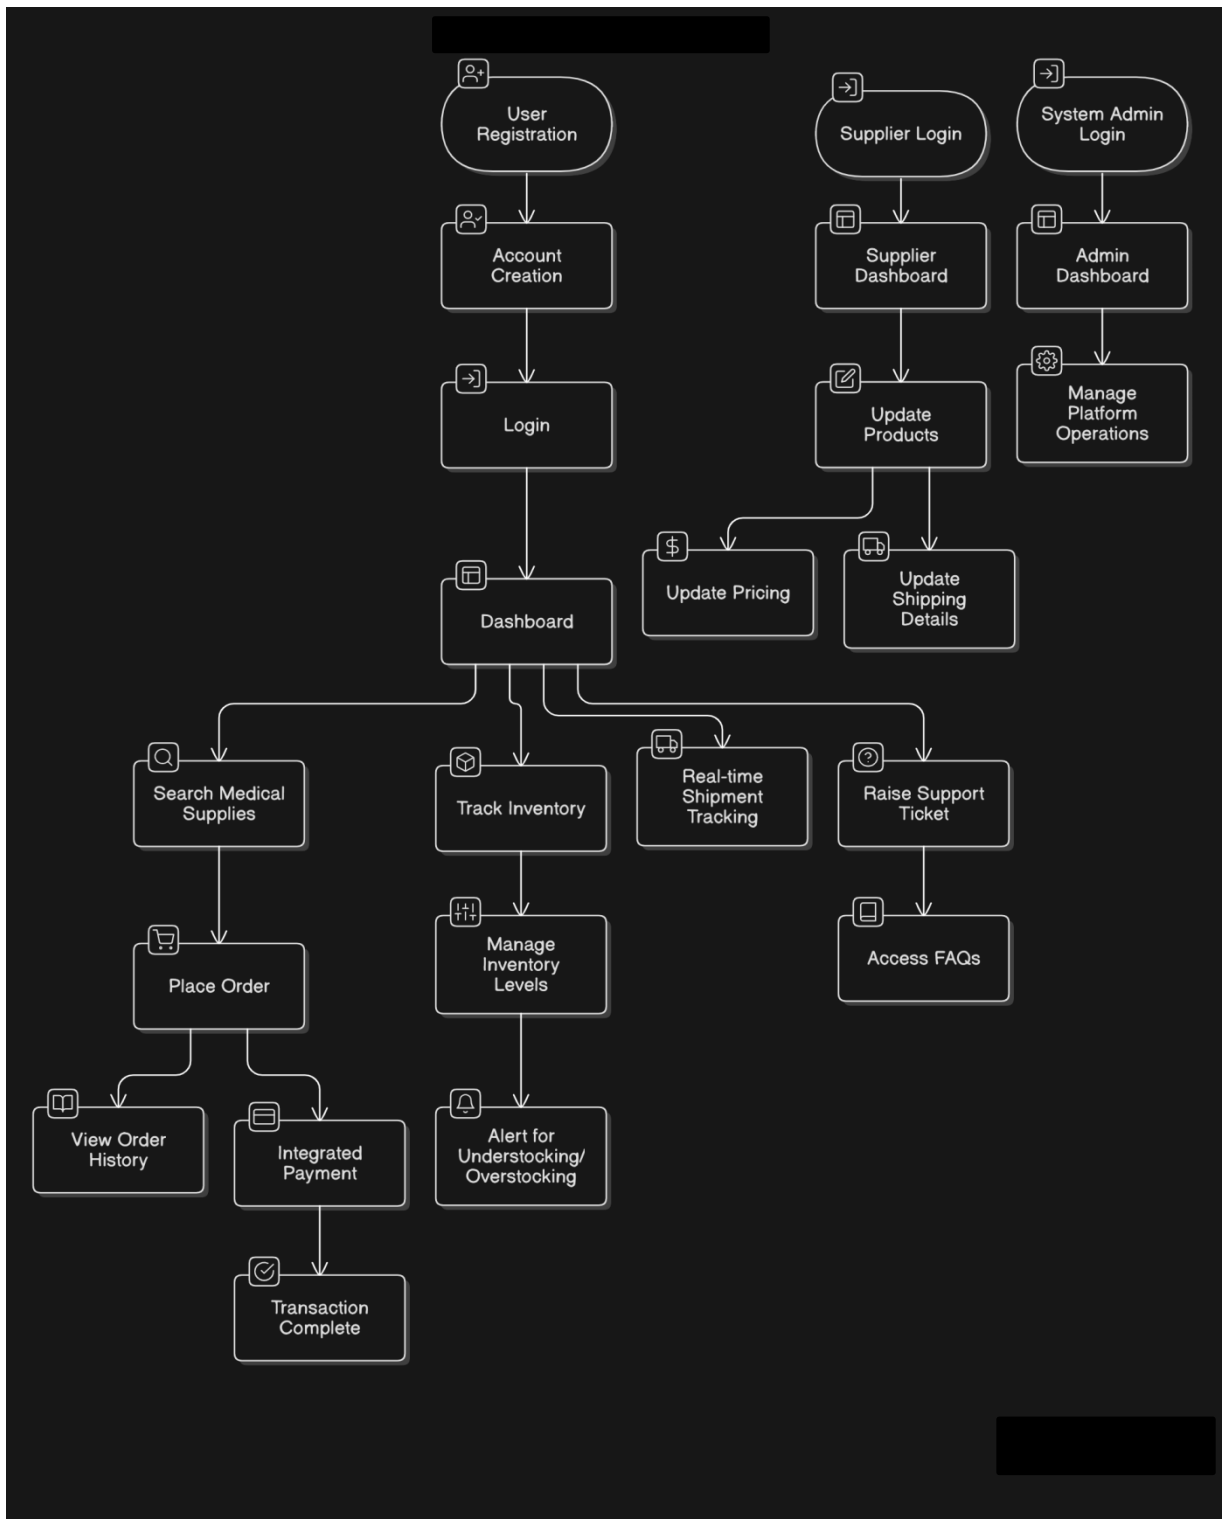 User
Registration
Supplier Login
System Admin
Login
Account
Creation
Supplier
Dashboard
Admin
Dashboard
Login
Update
Products
Manage
Platform
Operations
Dashboard
Update Pricing
Update
Shipping
Details
Search Medical
Supplies
Track Inventory
Real-time
Shipment
Tracking
Raise Support
Ticket
Place Order
Manage
Inventory
Levels
Access FAQs
View Order
History
Integrated
Payment
Alert for
Understocking/
Overstocking
Transaction
Complete